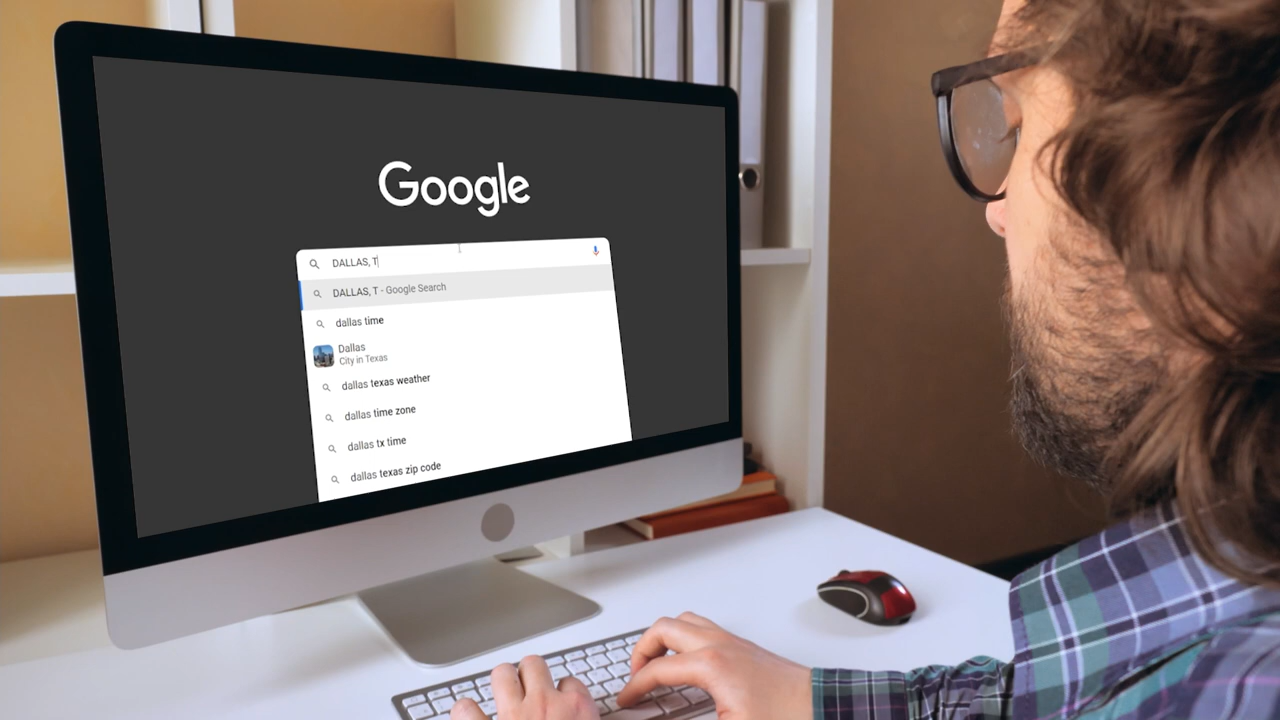 Google
DALLAS, T
DALLAS, T - Google Search
dallas time
Dallas
City in Texas
dallas texas weather
dallas time zone
dallas tx time
dallas texas zip code